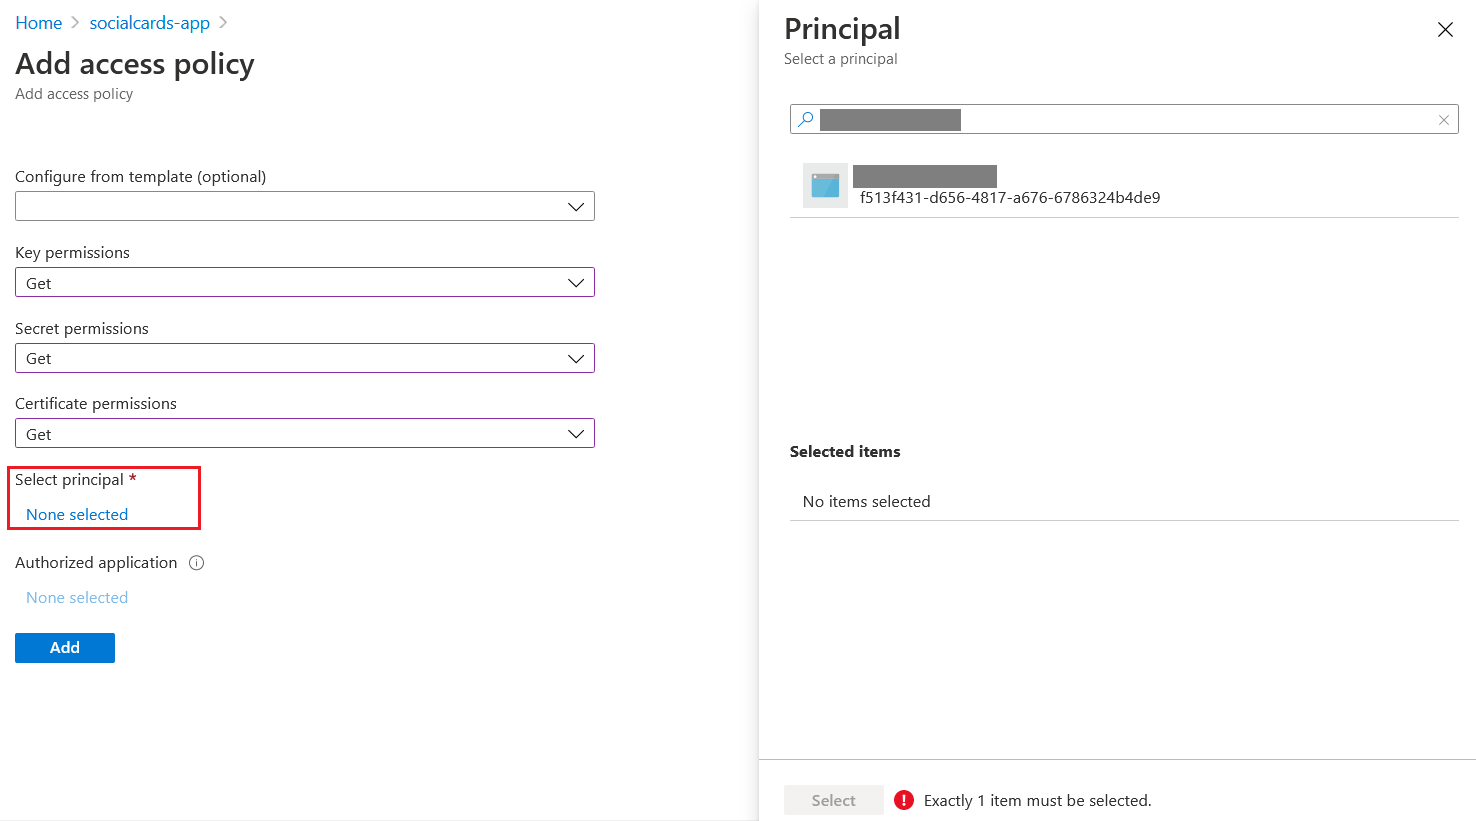 Home > socialcards-app >
Add access policy
Add access policy
Configure from template (optional)
Key permissions
Get
Secret permissions
Get
Certificate permissions
Get
Select principal *
None selected
Authorized application
None selected
Add
Principal
Select a principal
f513f431-d656-4817-a676-6786324b4de9
Selected items
No items selected
Select
Exactly 1 item must be selected.